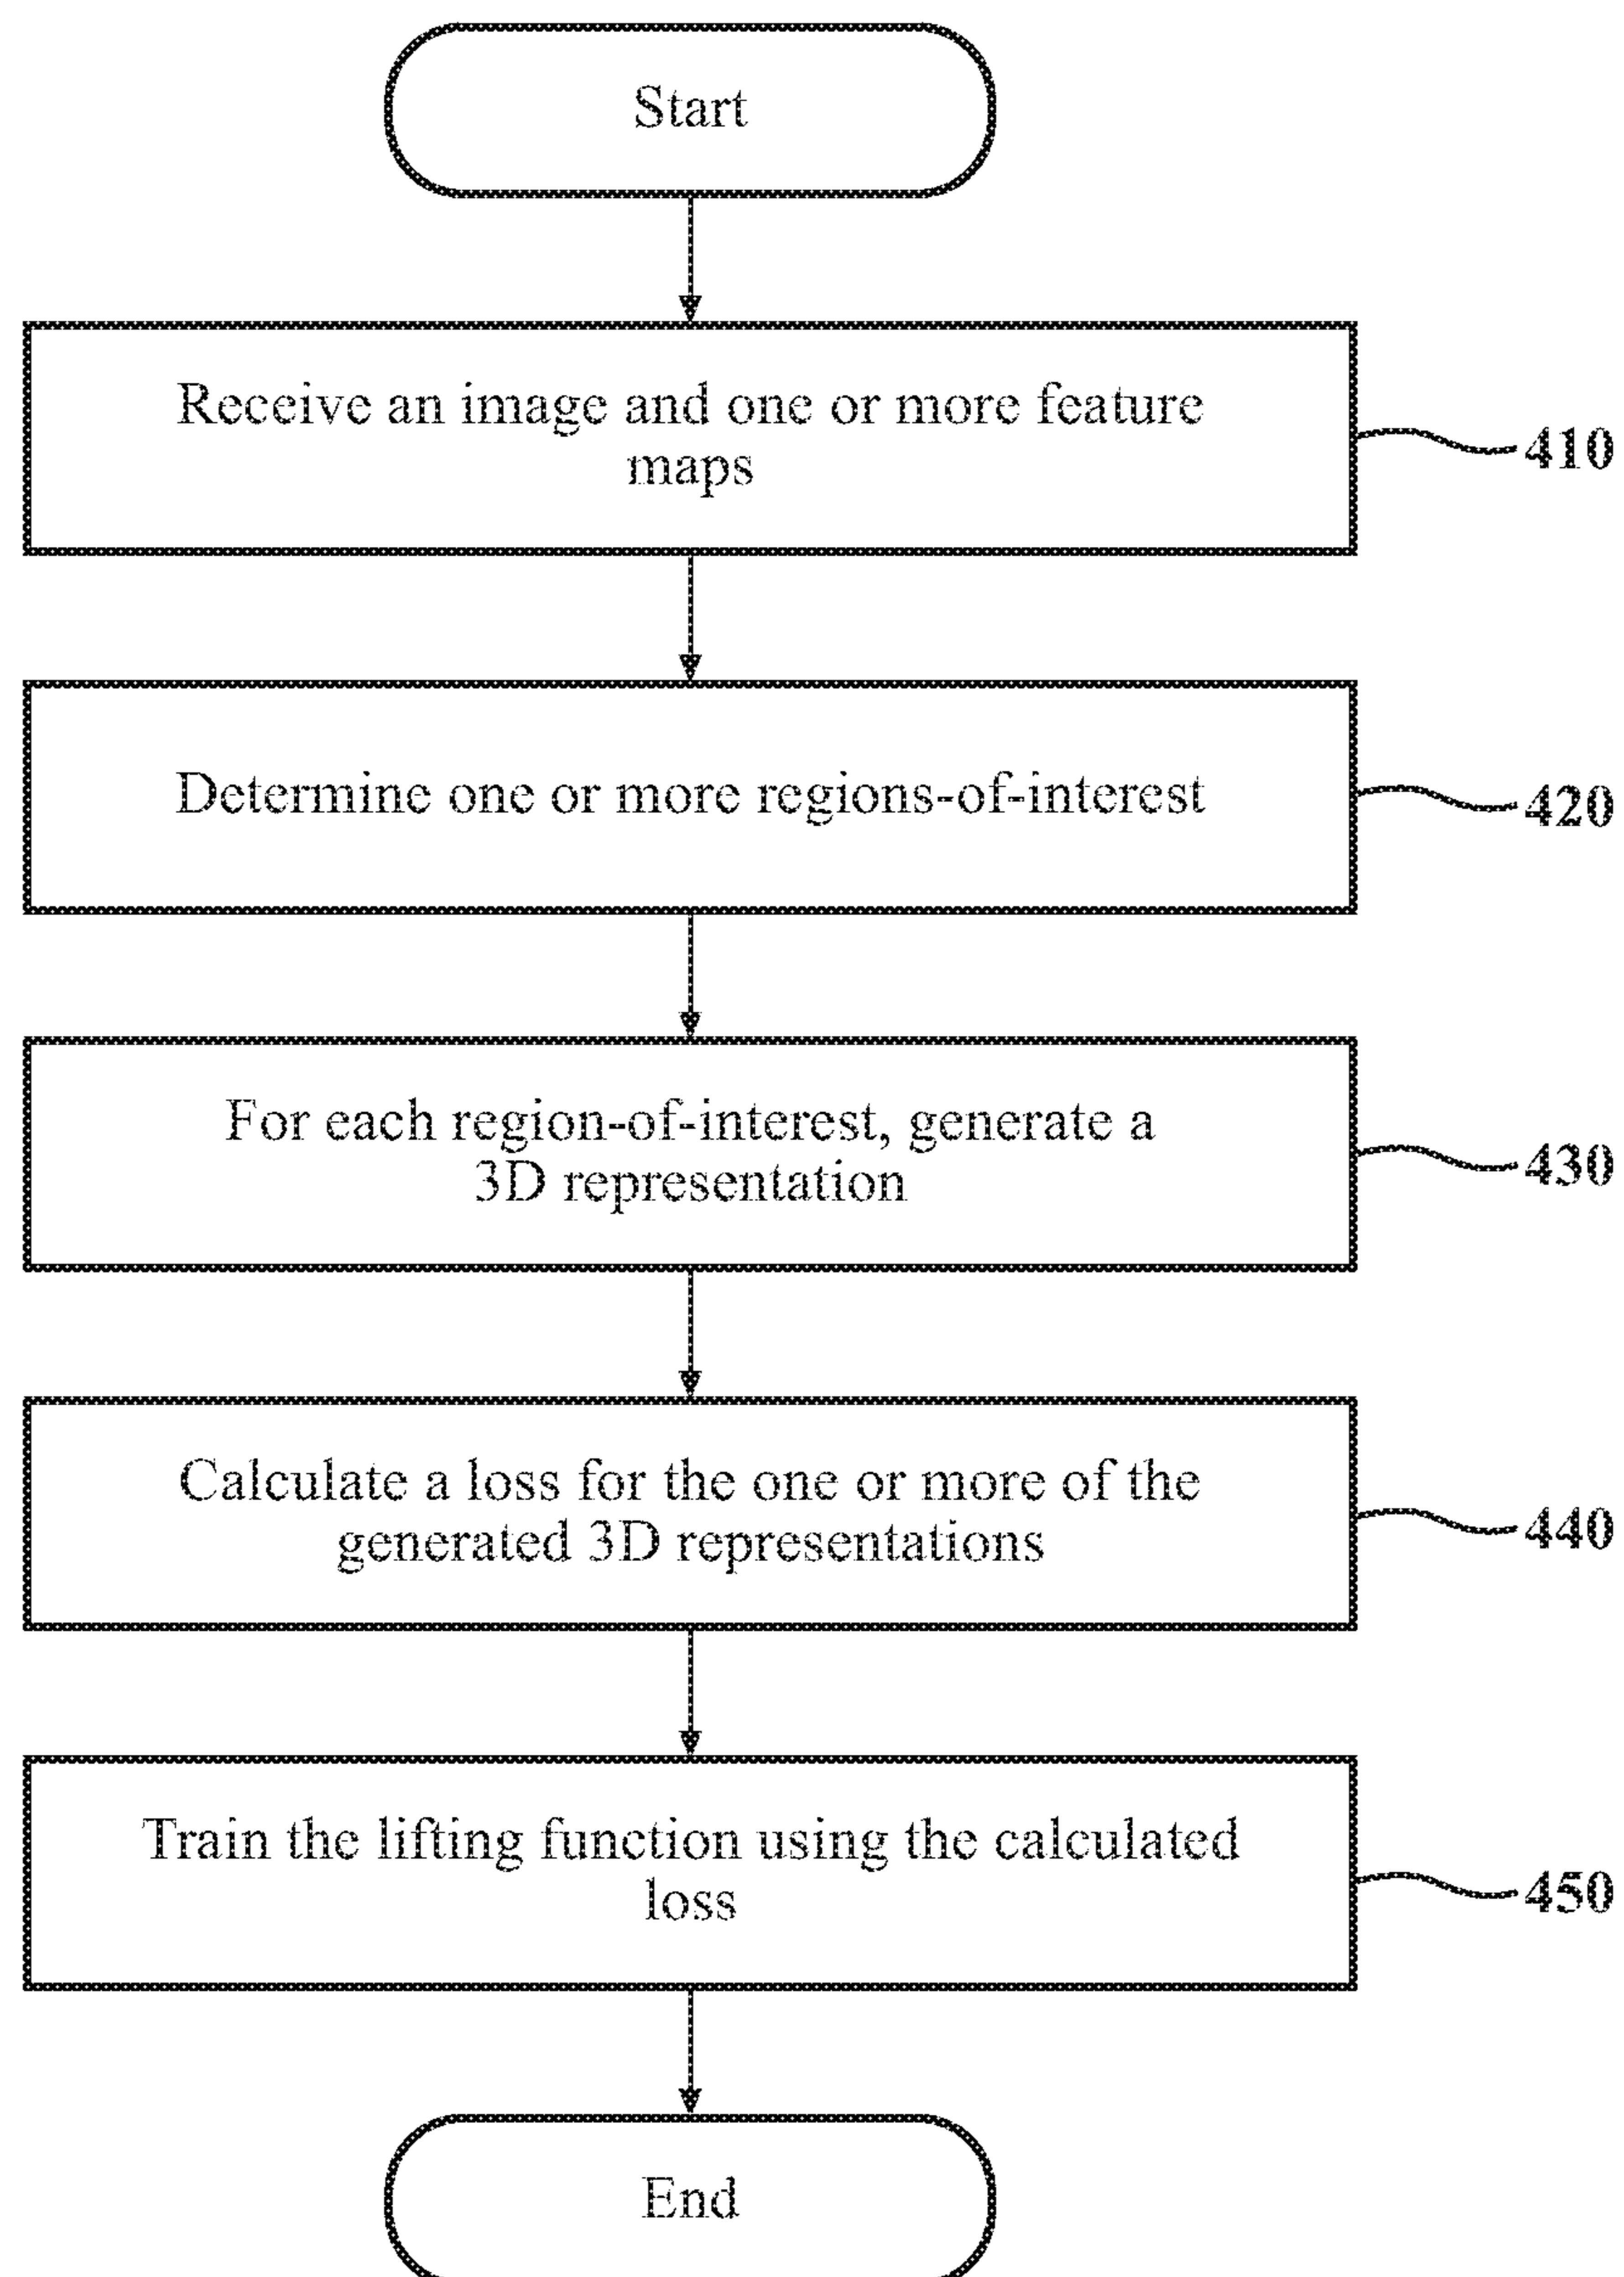 Start
Receive an image and one or more feature
maps
410
Determine one or more regions-of-interest
420
For each region-of-interest, generate a
3D representation
430
Calculate a loss for the one or more of the
generated 3D representations
440
Train the lifting function using the calculated
loss
450
End